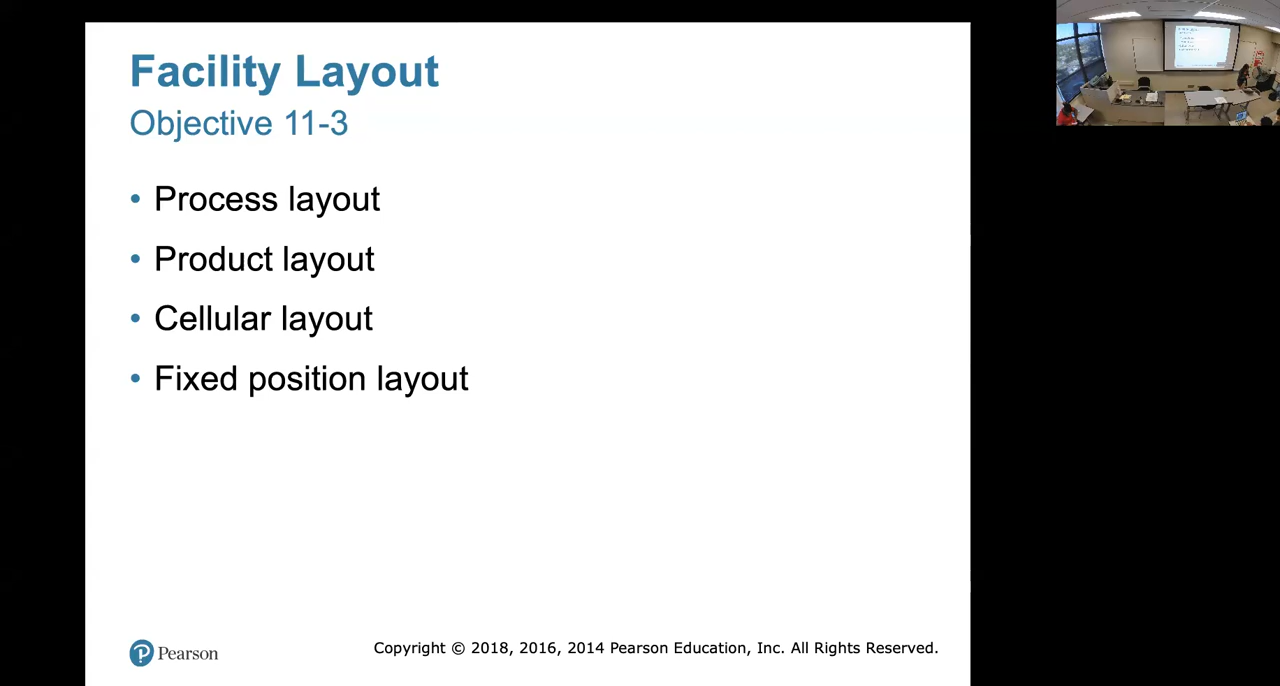 Facility Layout
Objective 11-3
• Process layout
• Product layout
• Cellular layout
• Fixed position layout
Pearson
Copyright © 2018, 2016, 2014 Pearson Education, Inc. All Rights Reserved.